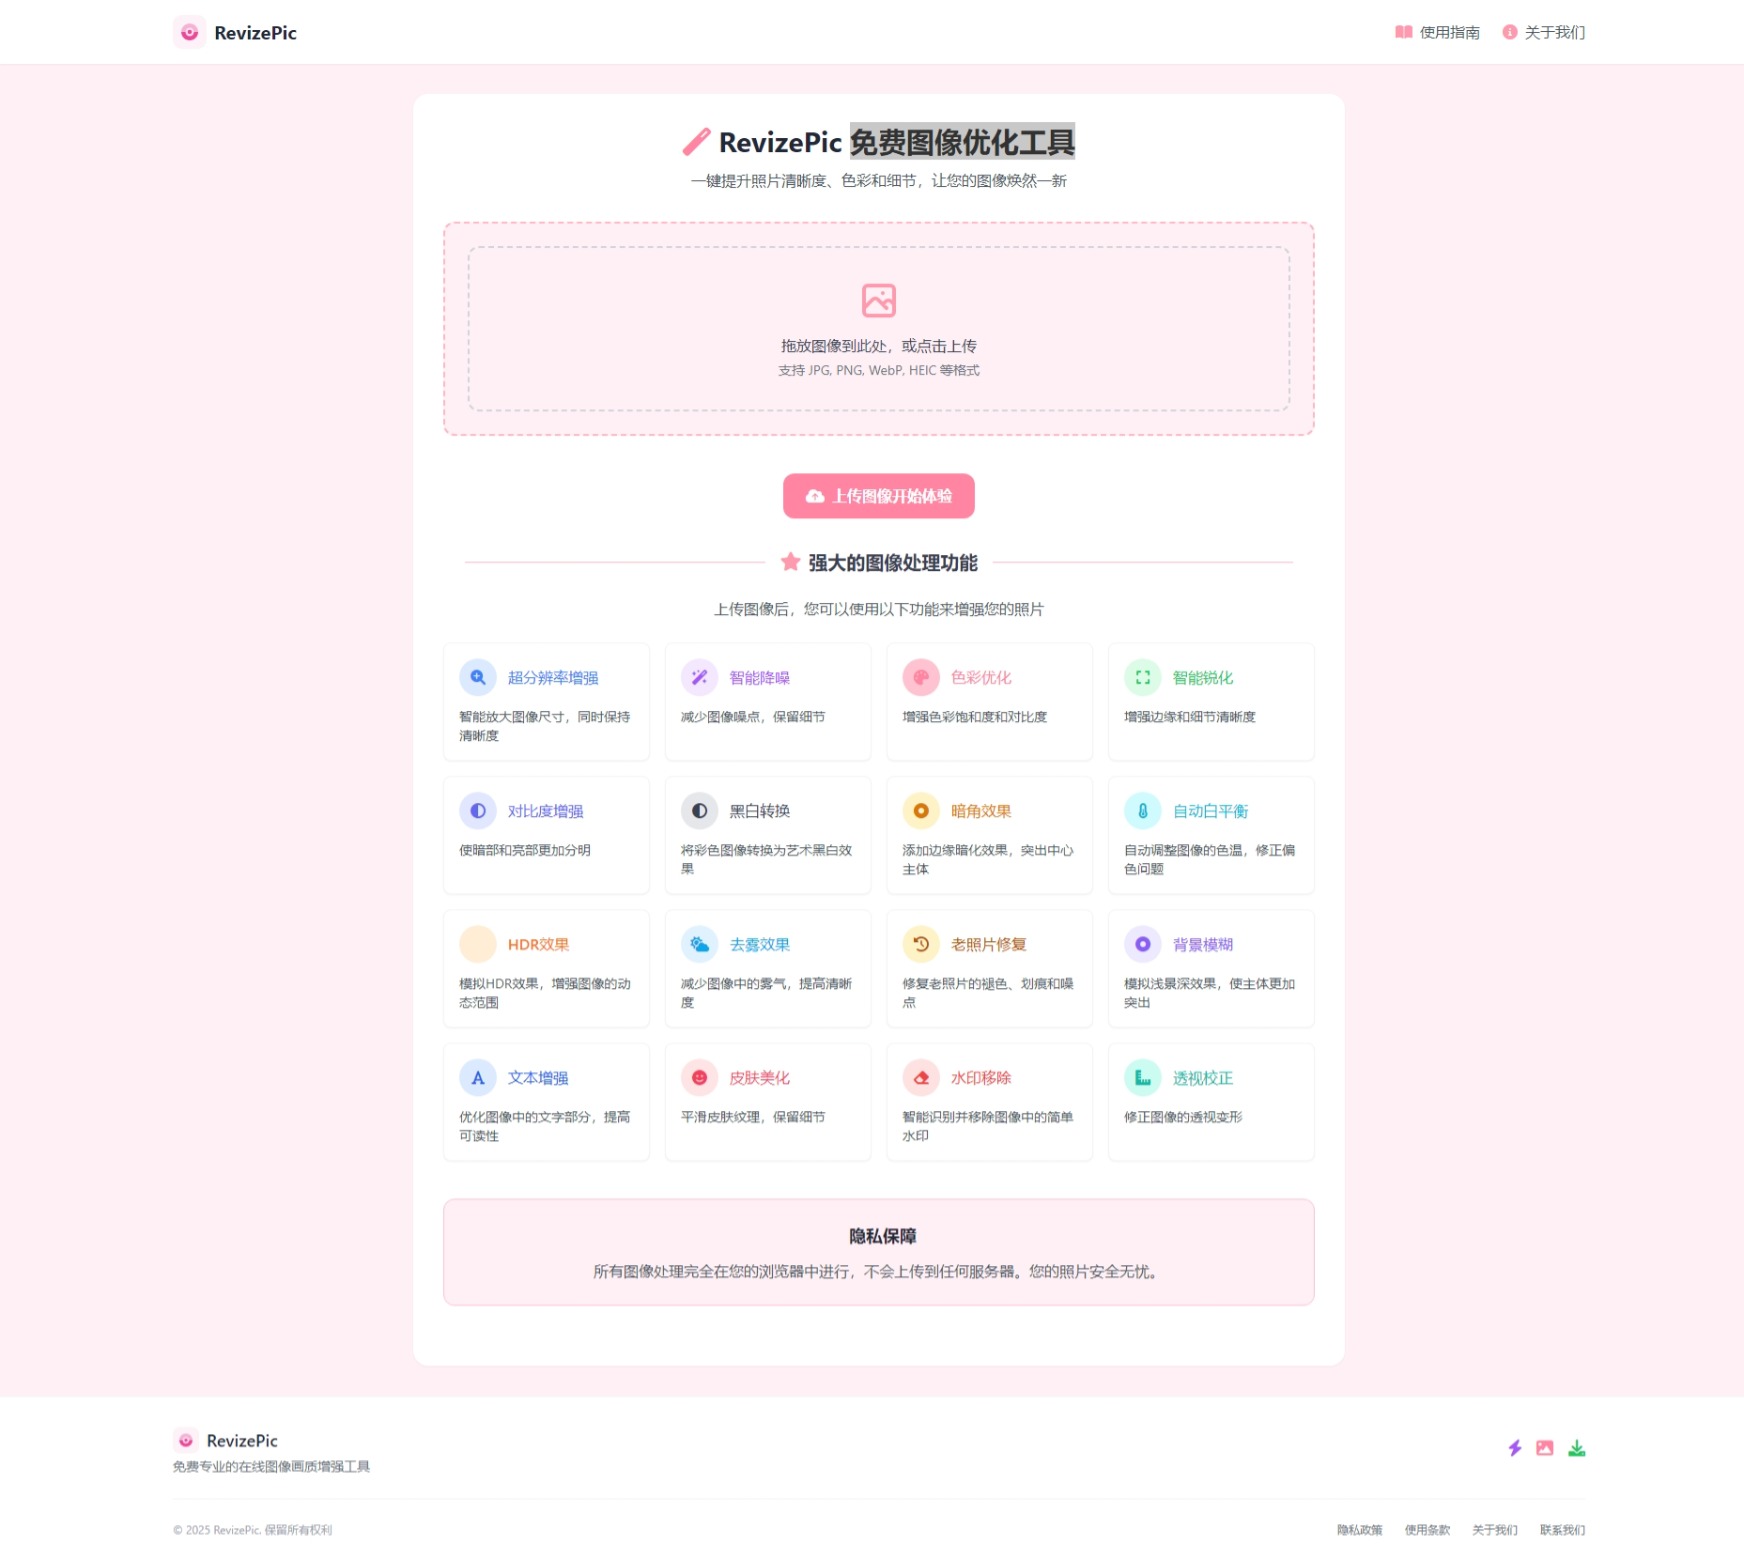 RevizePic
使用指南
关于我们
RevizePic 免费图像优化工具
一键提升照片清晰度、色彩和细节，让您的图像焕然一新
拖放图像到此处，或点击上传
支持 JPG, PNG, WebP, HEIC 等格式
上传图像开始体验
强大的图像处理功能
上传图像后，您可以使用以下功能来增强您的照片
超分辨率增强
智能放大图像尺寸，同时保持
清晰度
智能降噪
减少图像噪点，保留细节
色彩优化
增强色彩饱和度和对比度
智能锐化
增强边缘和细节清晰度
对比度增强
使暗部和亮部更加分明
黑白转换
将彩色图像转换为艺术黑白效
果
暗角效果
添加边缘暗化效果，突出中心
主体
自动白平衡
自动调整图像的色温，修正偏
色问题
HDR效果
模拟HDR效果，增强图像的动
态范围
去雾效果
减少图像中的雾气，提高清晰
度
老照片修复
修复老照片的褪色、划痕和噪
点
背景模糊
模拟浅景深效果，使主体更加
突出
文本增强
优化图像中的文字部分，提高
可读性
皮肤美化
平滑皮肤纹理，保留细节
水印移除
智能识别并移除图像中的简单
水印
透视校正
修正图像的透视变形
隐私保障
所有图像处理完全在您的浏览器中进行，不会上传到任何服务器。您的照片安全无忧。
RevizePic
免费专业的在线图像画质增强工具
© 2025 RevizePic. 保留所有权利
隐私政策
使用条款
关于我们
联系我们